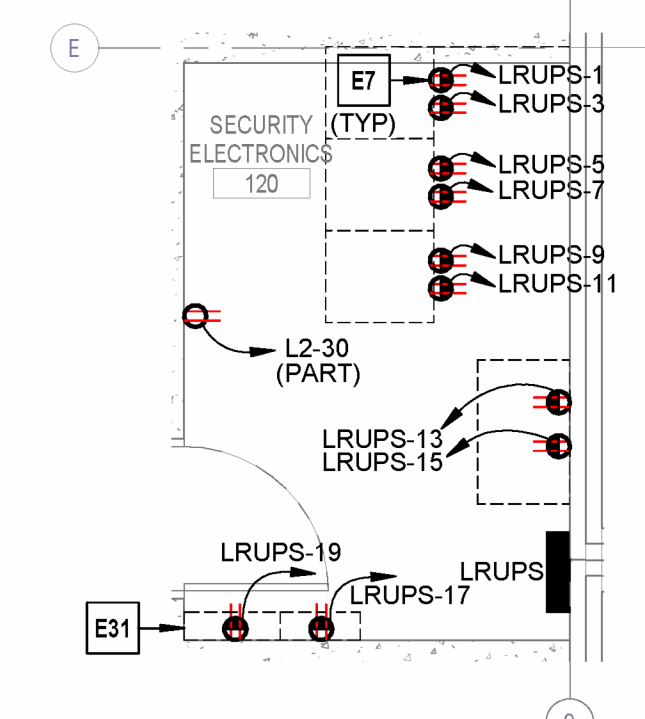 E
E7
(TYP)
LRUPS-1
LRUPS-3
SECURITY
ELECTRONICS
120
LRUPS-5
LRUPS-7
LRUPS-9
LRUPS-11
L2-30
(PART)
LRUPS-13
LRUPS-15
LRUPS-19
LRUPS-17
LRUPS
E31